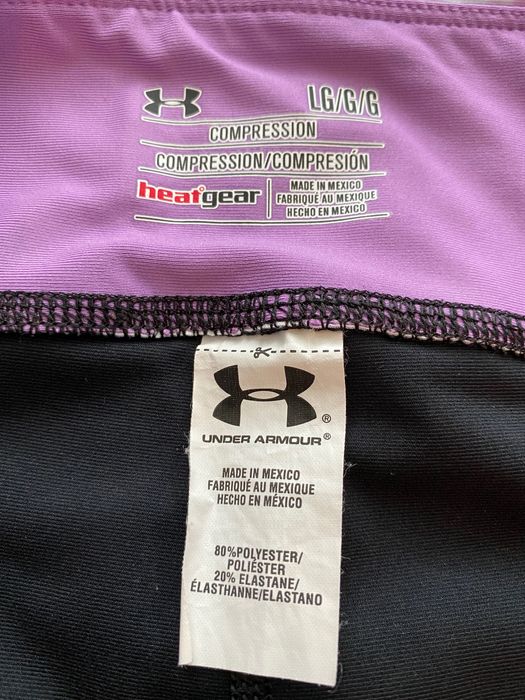 LG/G/G
COMPRESSION
COMPRESSION/COMPRESIÓN
heatgear
MADE IN MEXICO
FABRIQUÉ AU MEXIQUE
HECHO EN MEXICO
®
UNDER ARMOUR®
MADE IN MEXICO
FABRIQUÉ AU MEXIQUE
HECHO EN MÉXICO
80%POLYESTER/
POLIÉSTER
20% ELASTANE/
ÉLASTHANNE/ELASTANO